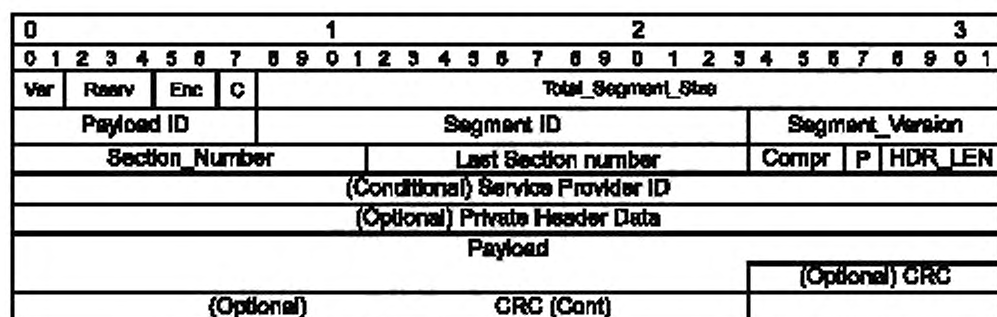 0 1 2 3
0 1 2 3 4 5 6 7 8 9 0 1 2 3 4 5 6 7 8 9 0 1 2 3 4 5 6 7 8 9 0 1
Ver Resrv Enc C Total_Segment_Size
Payload ID Segment ID Segment_Version
Section_Number Last Section number Compr P HDR_LEN
(Conditional) Service Provider ID
(Optional) Private Header Data
Payload
(Optional) CRC
(Optional) CRC (Cont)